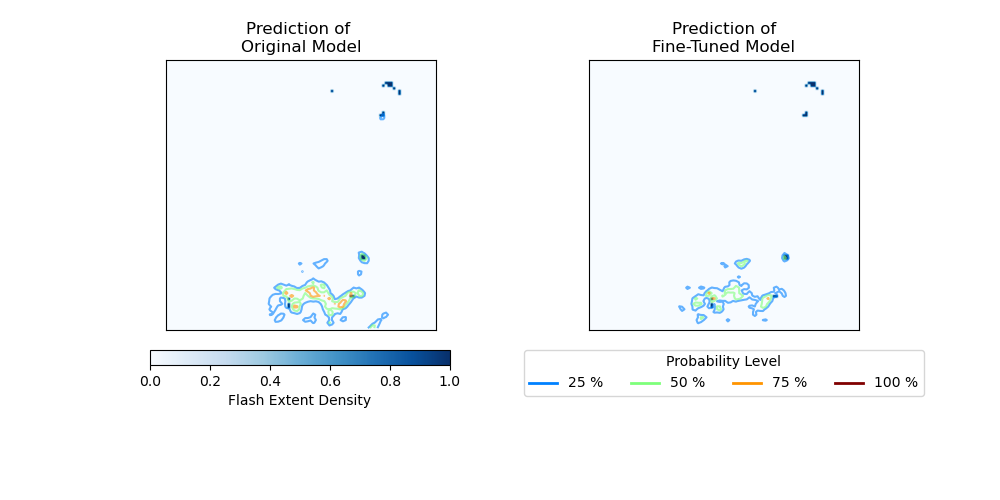 Prediction of
Original Model
Prediction of
Fine-Tuned Model
0.0 0.2 0.4 0.6 0.8 1.0
Flash Extent Density
Probability Level
25 % 50 % 75 % 100 %